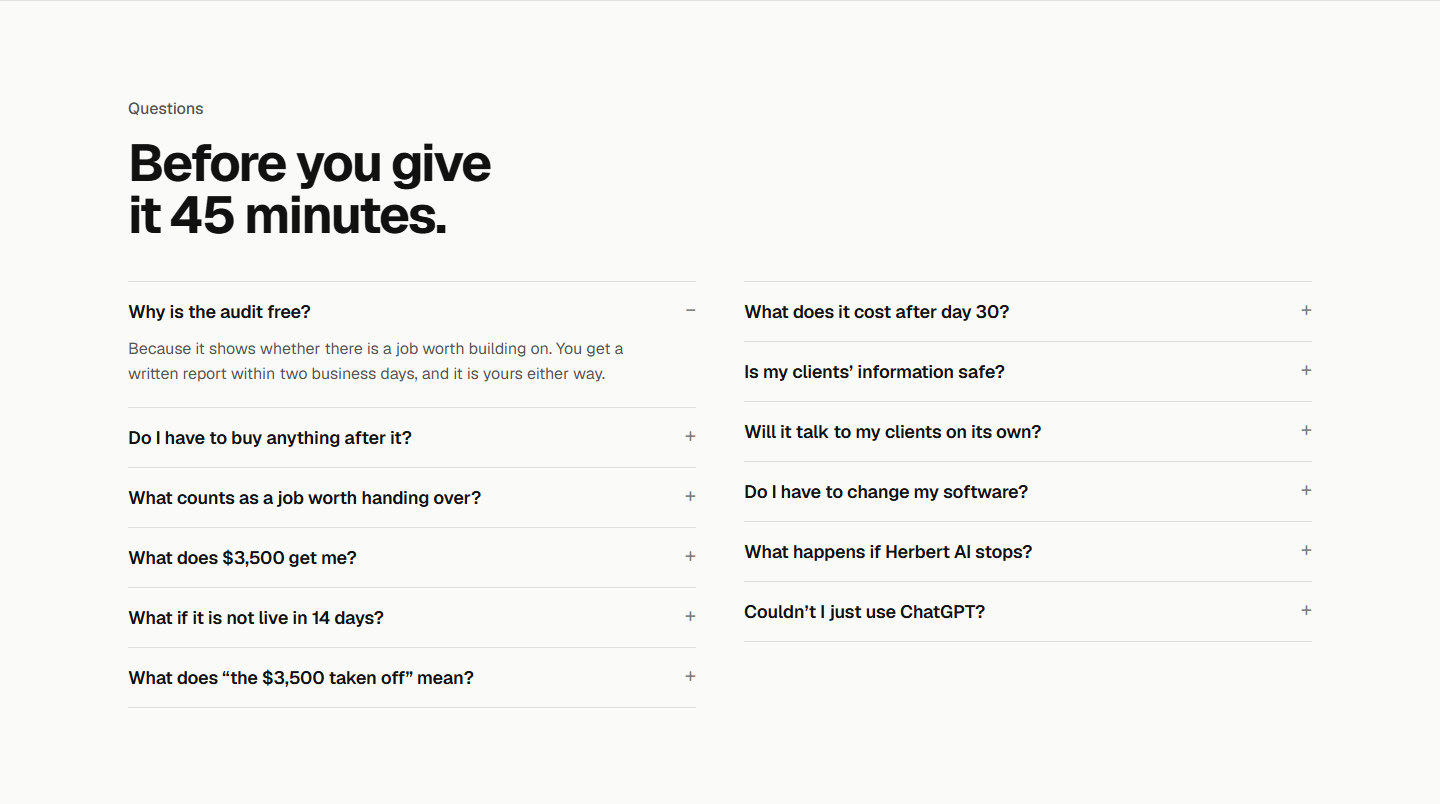 Questions
Before you give
it 45 minutes.
Why is the audit free?
Because it shows whether there is a job worth building on. You get a
written report within two business days, and it is yours either way.
Do I have to buy anything after it?
What counts as a job worth handing over?
What does $3,500 get me?
What if it is not live in 14 days?
What does “the $3,500 taken off” mean?
What does it cost after day 30?
Is my clients’ information safe?
Will it talk to my clients on its own?
Do I have to change my software?
What happens if Herbert AI stops?
Couldn’t I just use ChatGPT?